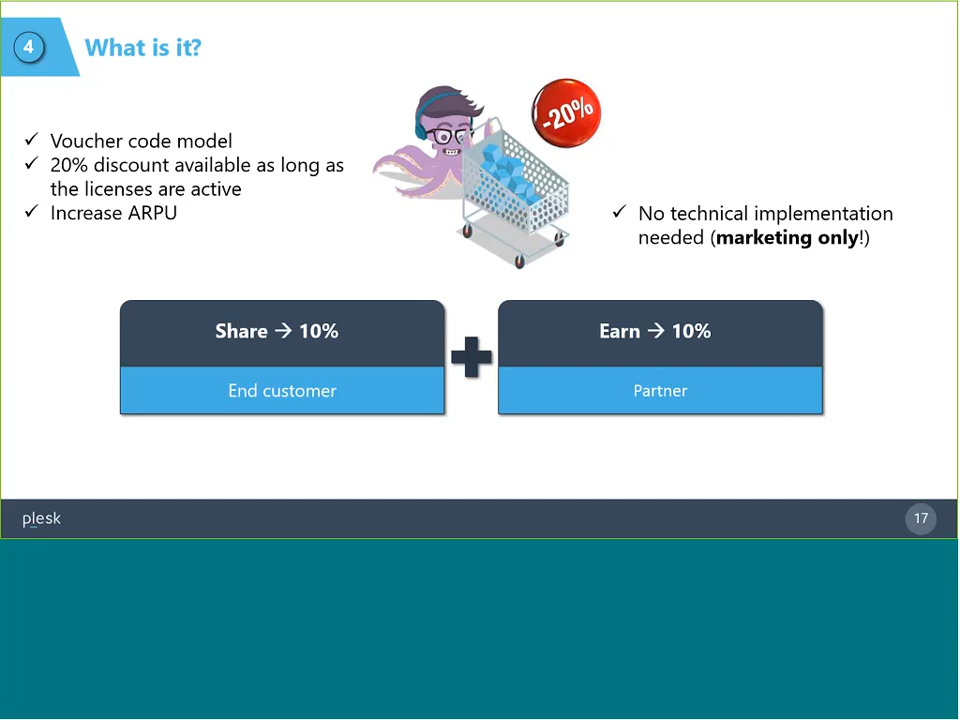 4
What is it?
-20%
✓ Voucher code model
✓ 20% discount available as long as
the licenses are active
✓ Increase ARPU
✓ No technical implementation
needed (marketing only!)
Share → 10%
End customer
Earn → 10%
Partner
plesk
17